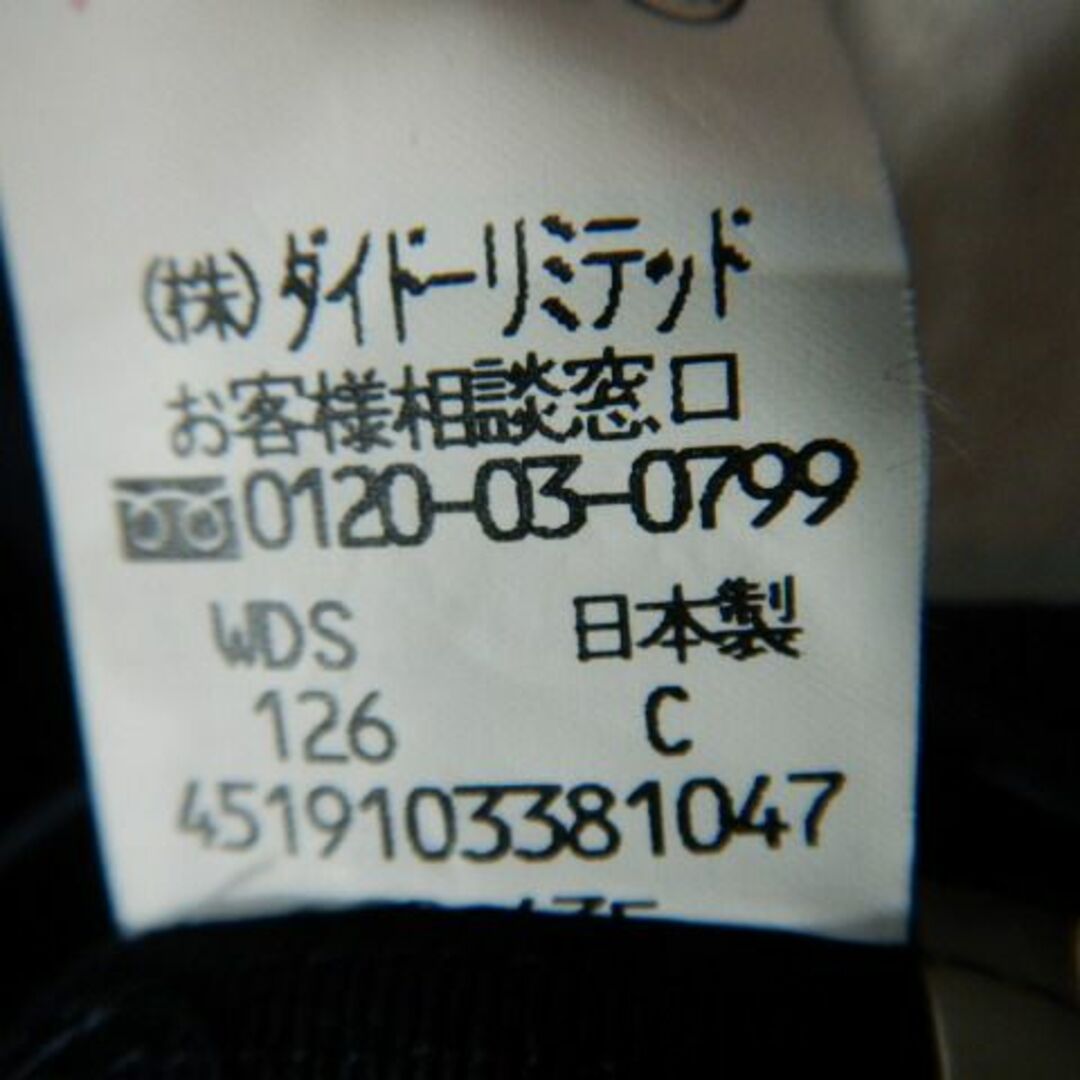 (株)ダイドーリミテッド
お客様相談窓口
0120-03-0799
WDS 日本製
126 C
4519103381047